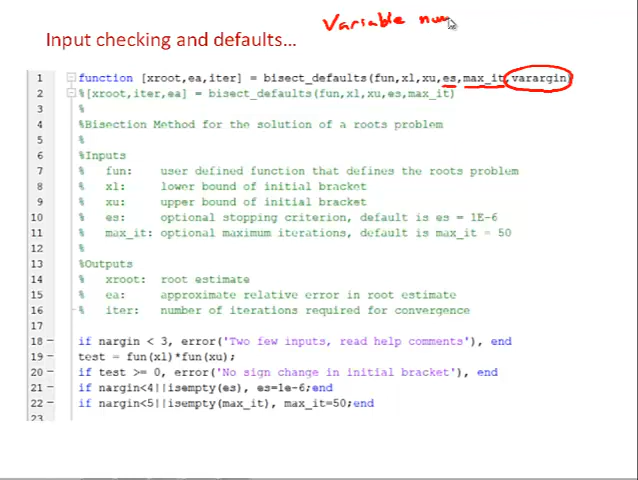 Variable num
Input checking and defaults...
1 function [xroot,ea,iter] = bisect_defaults(fun,xl,xu,es,max_it,varargin)
2 %[xroot,iter,ea] = bisect_defaults(fun,xl,xu,es,max_it)
3 %
4 %Bisection Method for the solution of a roots problem
5 %
6 %Inputs
7 % fun: user defined function that defines the roots problem
8 % xl: lower bound of initial bracket
9 % xu: upper bound of initial bracket
10 % es: optional stopping criterion, default is es = 1E-6
11 % max_it: optional maximum iterations, default is max_it = 50
12 %
13 %Outputs
14 % xroot: root estimate
15 % ea: approximate relative error in root estimate
16 % iter: number of iterations required for convergence
17
18 if nargin < 3, error('Two few inputs, read help comments'), end
19 test = fun(xl)*fun(xu);
20 if test >= 0, error('No sign change in initial bracket'), end
21 if nargin<4||isempty(es), es=1e-6;end
22 if nargin<5||isempty(max_it), max_it=50;end
23